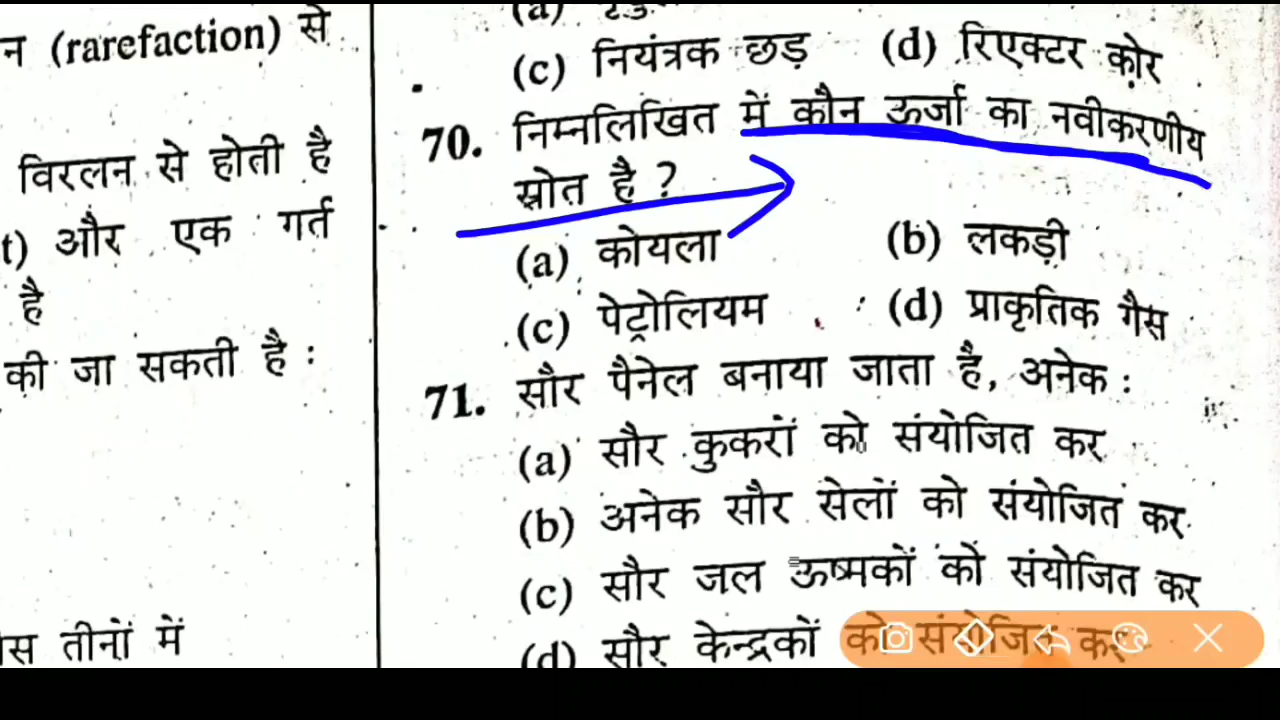 न (rarefaction) से
विरलन से होती है
t) और एक गर्त
है
की जा सकती है :
स तीनों में
(a)
(c) नियंत्रक छड़ (d) रिएक्टर कोर
70. निम्नलिखित में कौन ऊर्जा का नवीकरणीय
स्रोत है ?
(a) कोयला (b) लकड़ी
(c) पेट्रोलियम (d) प्राकृतिक गैस
71. सौर पैनेल बनाया जाता है, अनेक :
(a) सौर कुकरों को संयोजित कर
(b) अनेक सौर सेलों को संयोजित कर
(c) सौर जल ऊष्मकों को संयोजित कर
(d) सौर केन्द्रकों को संयोजित कर